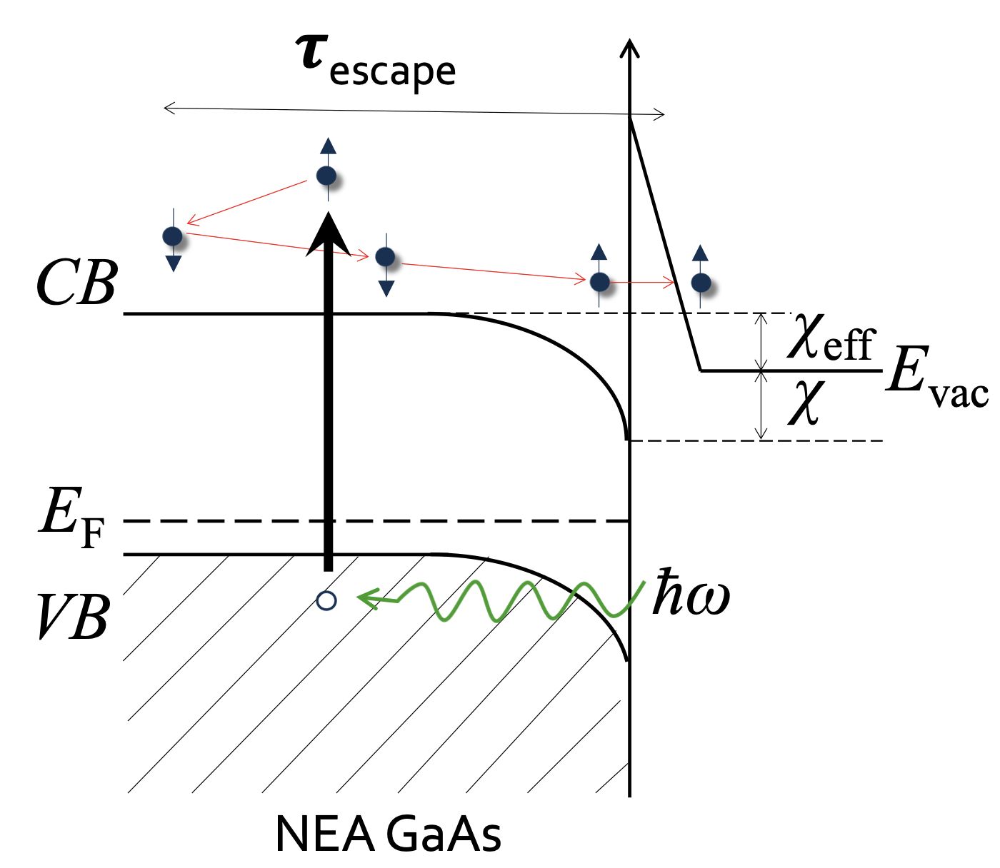 τescape
CB
χeff
Evac
χ
EF
ħω
VB
NEA GaAs